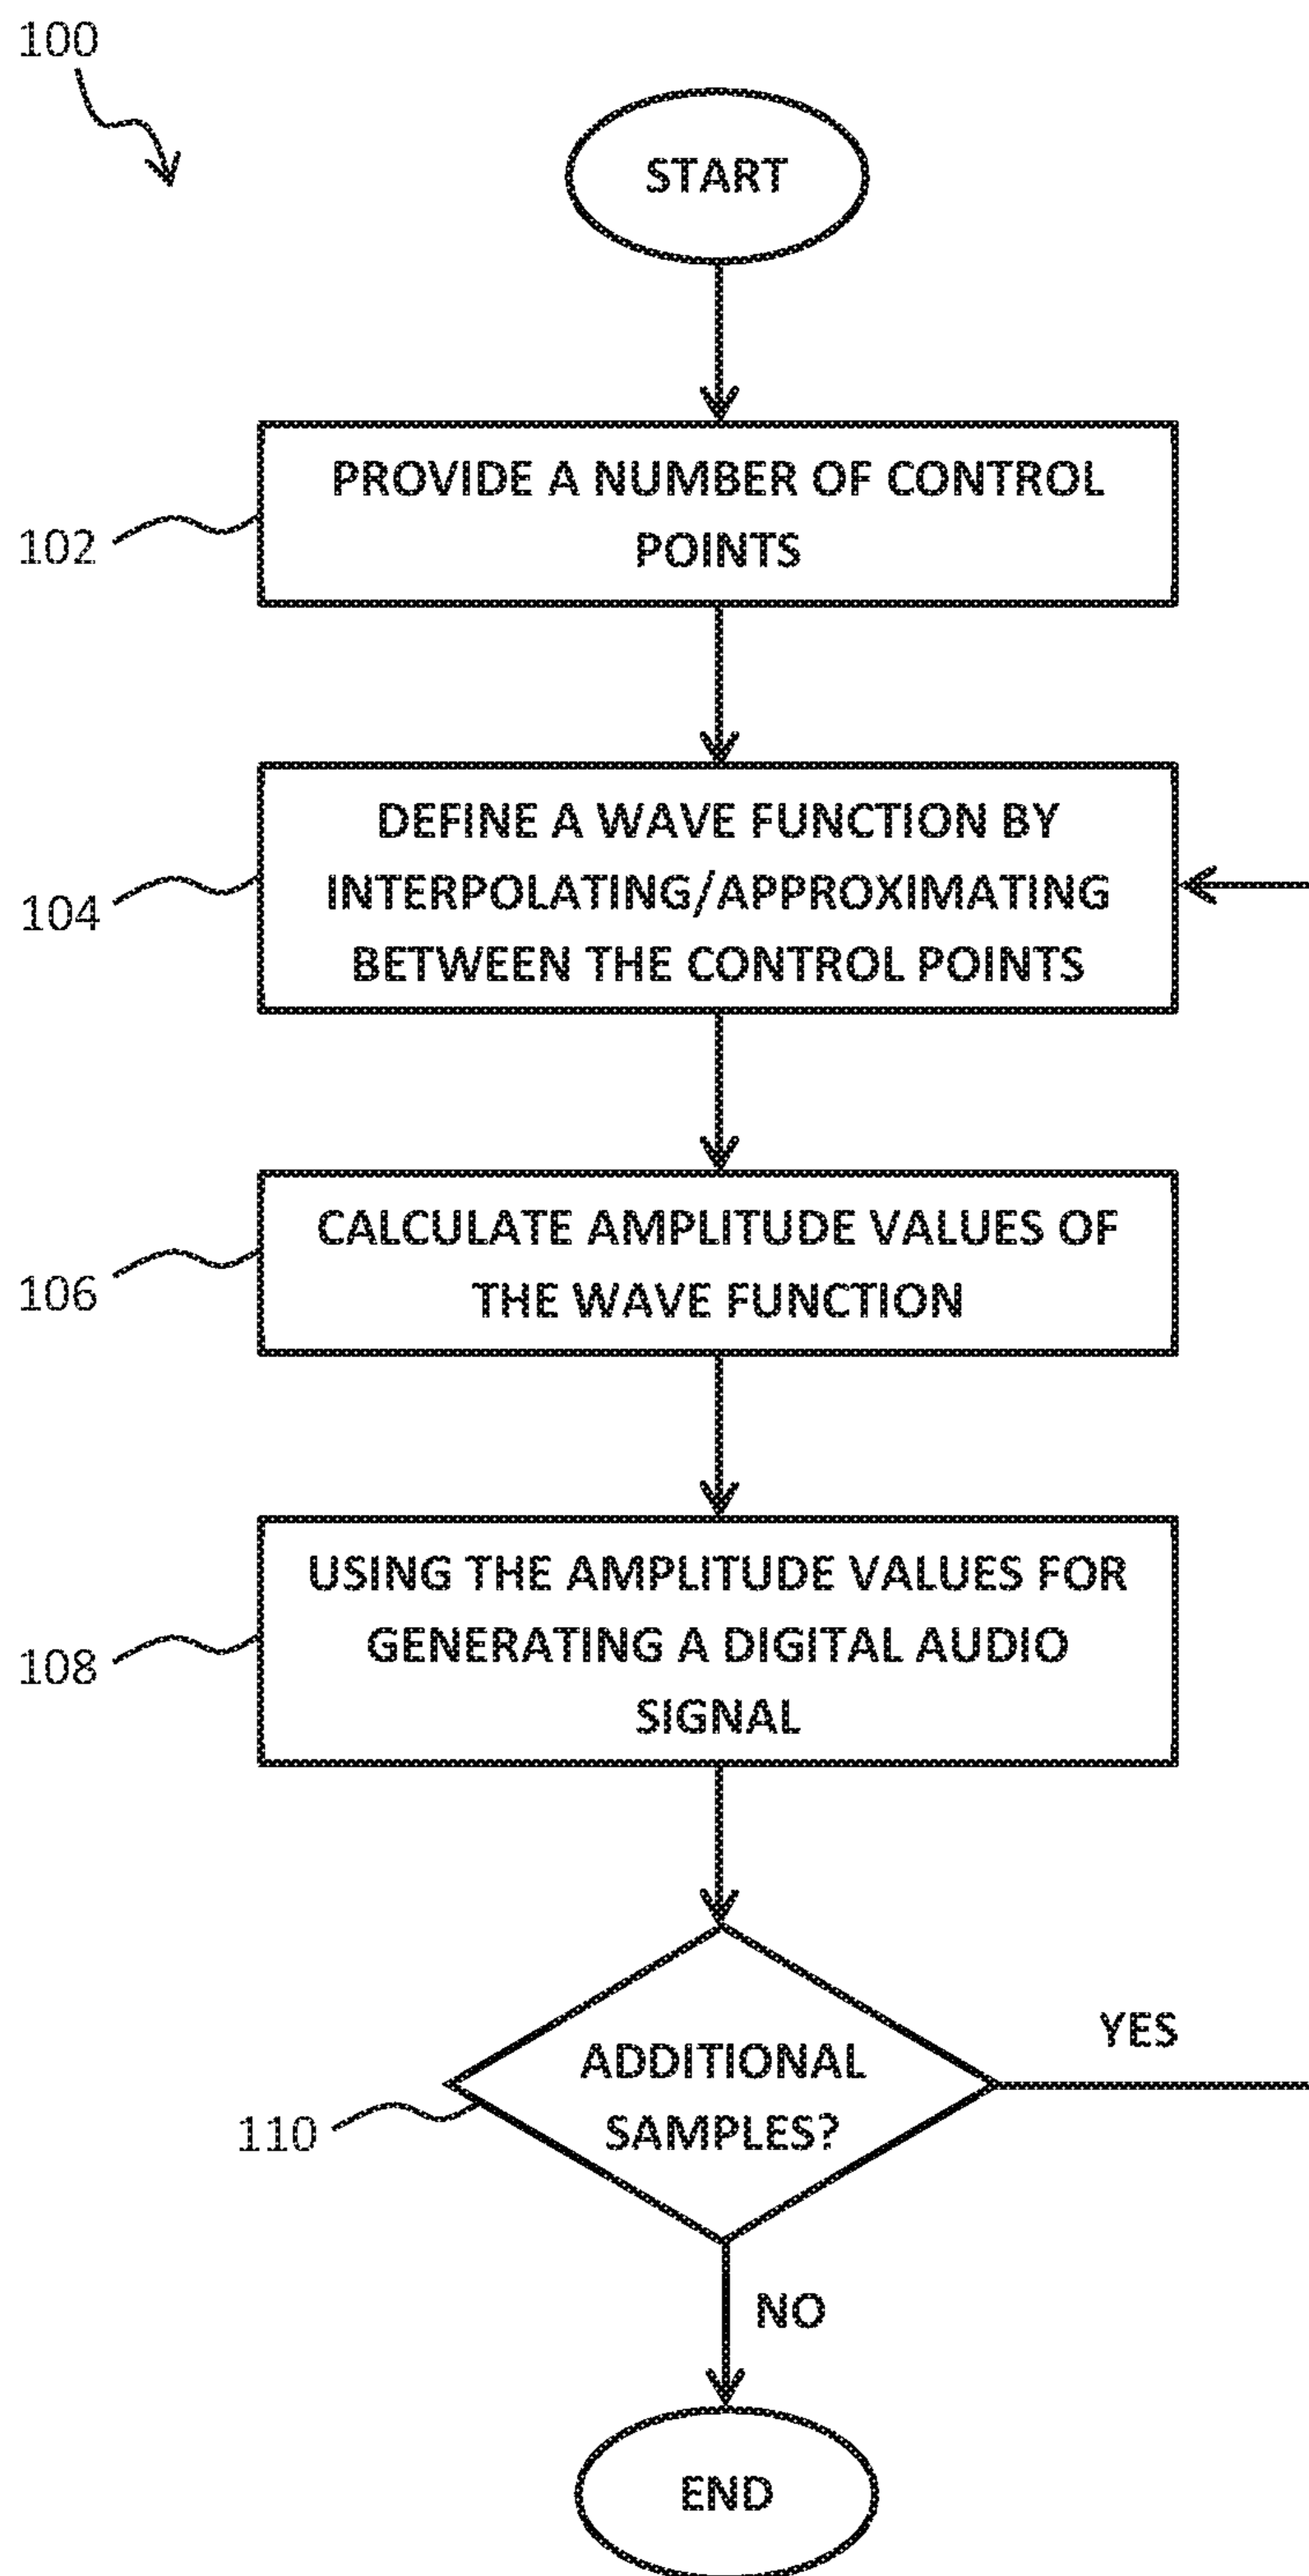 100
START
PROVIDE A NUMBER OF CONTROL
POINTS
102
DEFINE A WAVE FUNCTION BY
INTERPOLATING/APPROXIMATING
BETWEEN THE CONTROL POINTS
104
CALCULATE AMPLITUDE VALUES OF
THE WAVE FUNCTION
106
USING THE AMPLITUDE VALUES FOR
GENERATING A DIGITAL AUDIO
SIGNAL
108
ADDITIONAL
SAMPLES?
YES
110
NO
END